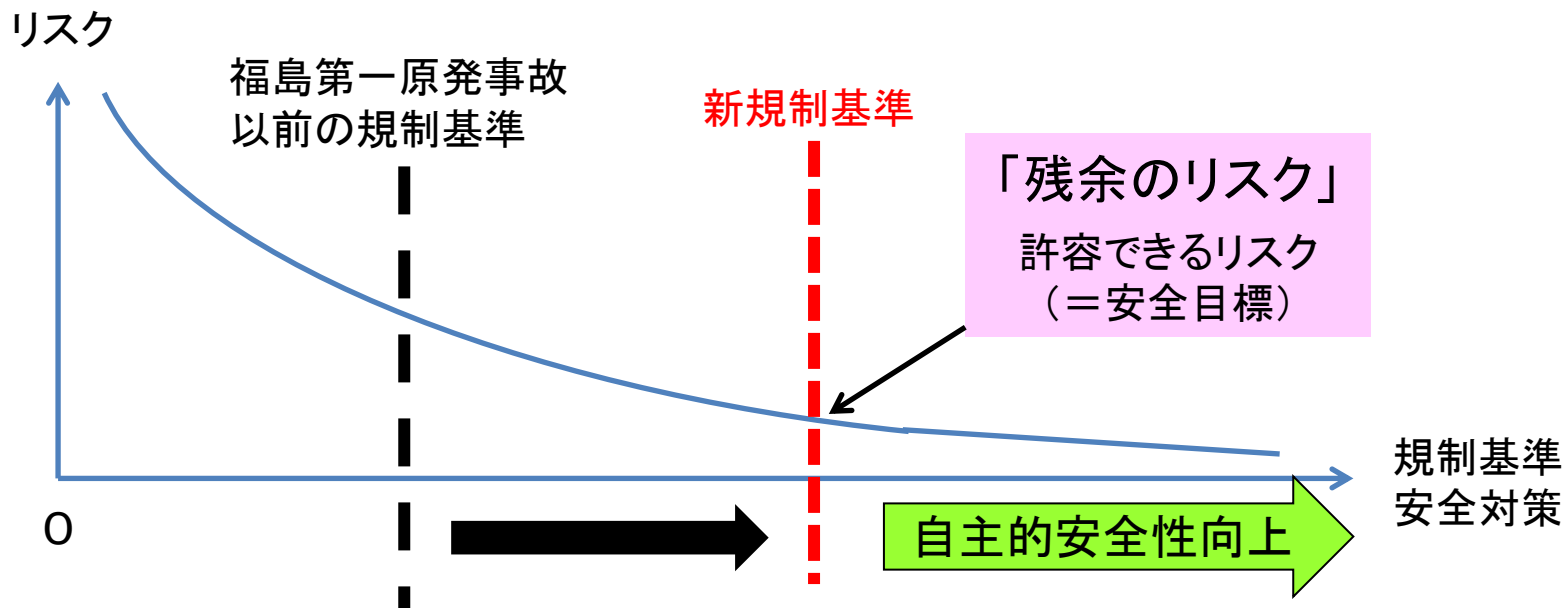 リスク
福島第一原発事故
以前の規制基準
新規制基準
「残余のリスク」
許容できるリスク
(=安全目標)
規制基準
安全対策
0
自主的安全性向上